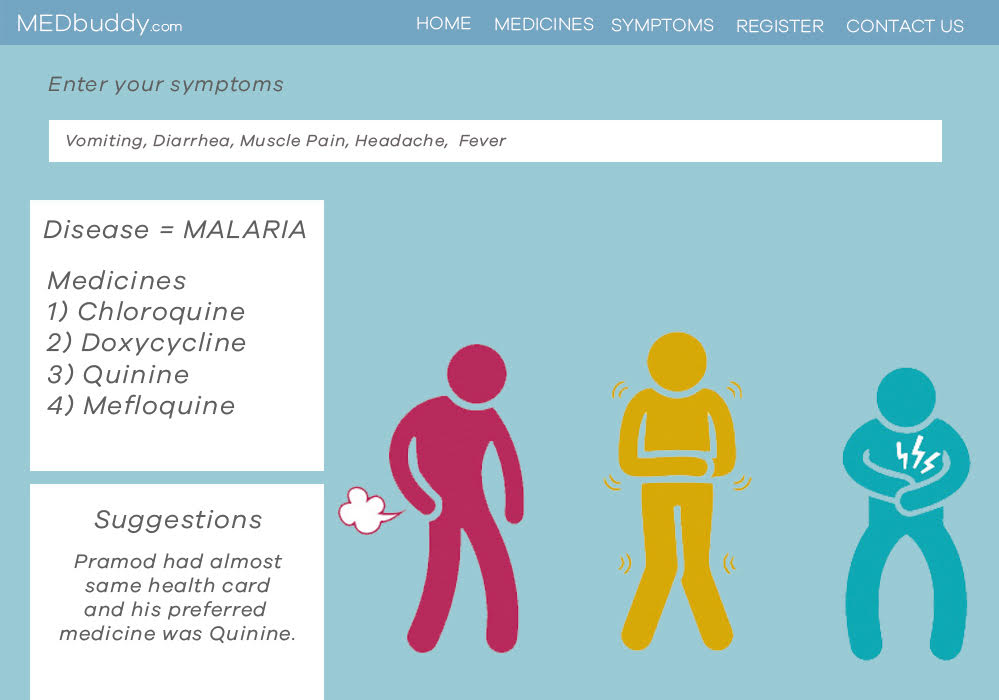 MEDbuddy.com
HOME MEDICINES SYMPTOMS REGISTER CONTACT US
Enter your symptoms
Vomiting, Diarrhea, Muscle Pain, Headache, Fever
Disease = MALARIA
Medicines
1) Chloroquine
2) Doxycycline
3) Quinine
4) Mefloquine
Suggestions
Pramod had almost
same health card
and his preferred
medicine was Quinine.